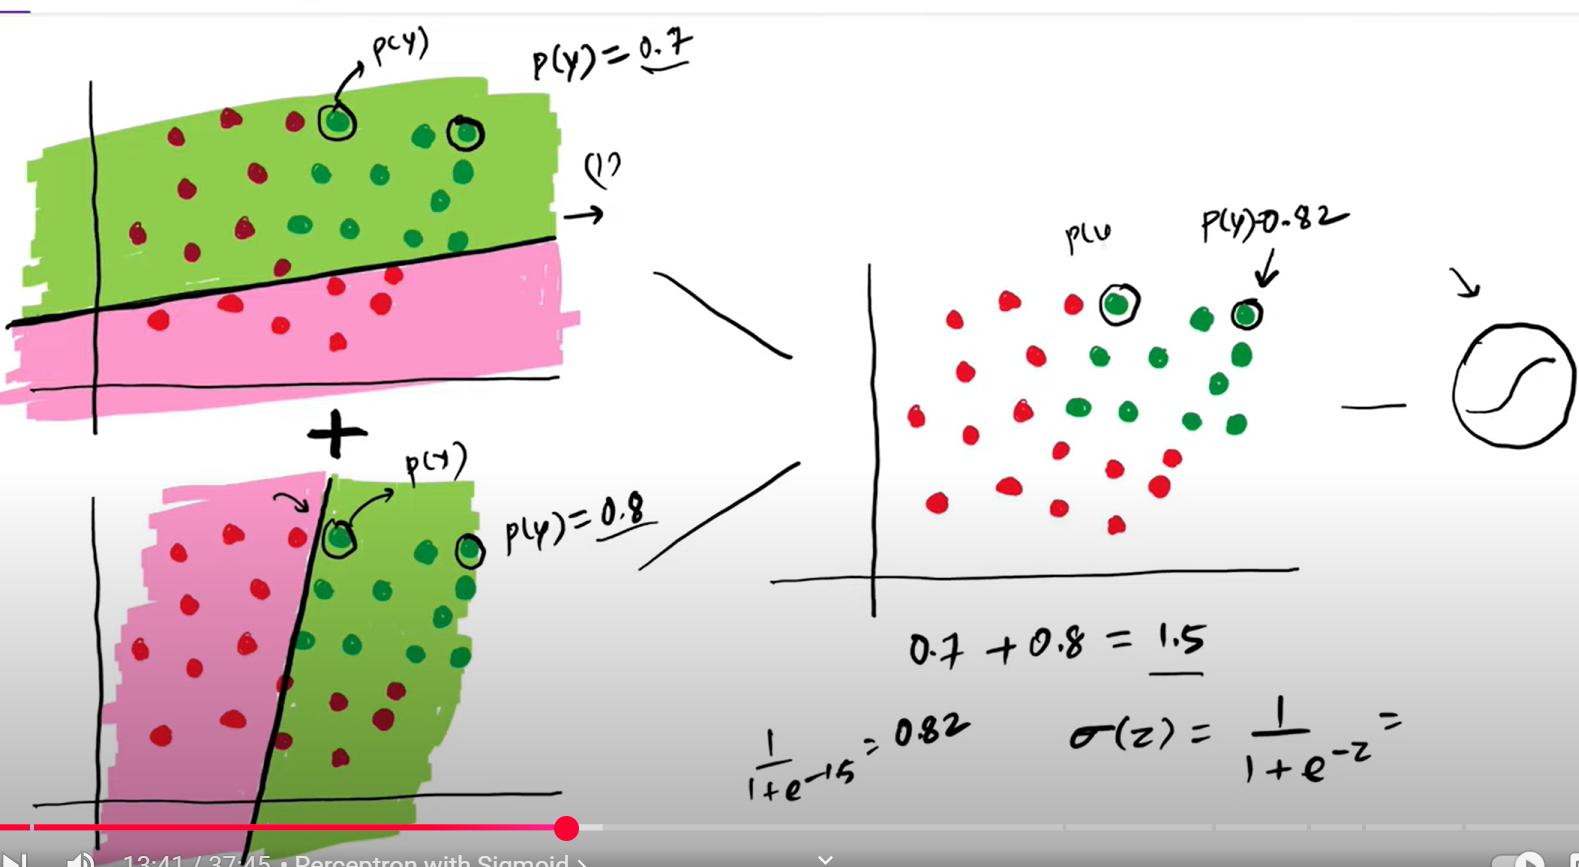 p(y)
p(y) = 0.7
(1)
p(y)
p(y) = 0.8
p(y
P(y)=0.82
0.7 + 0.8 = 1.5
1/1+e^-1.5 = 0.82
σ(z) = 1/1+e^-z =
13:41 / 37:45 • Perceptron with Sigmoid